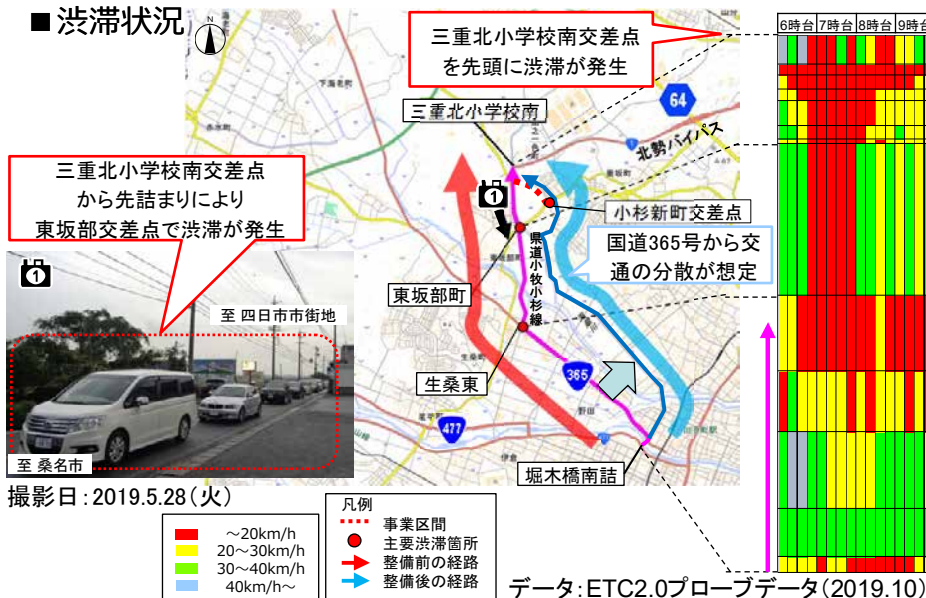 ■渋滞状況
N
三重北小学校南交差点
を先頭に渋滞が発生
6時台 7時台 8時台 9時台
三重北小学校南
64
北勢バイパス
三重北小学校南交差点
から先詰まりにより
東坂部交差点で渋滞が発生
1
小杉新町交差点
国道365号から交
通の分散が想定
県道小牧小杉線
東坂部町
1
至 四日市市街地
生桑東
365
477
堀木橋南詰
至 桑名市
撮影日:2019.5.28(火)
～20km/h
20～30km/h
30～40km/h
40km/h～
凡例
事業区間
主要渋滞箇所
整備前の経路
整備後の経路
データ:ETC2.0プローブデータ(2019.10)